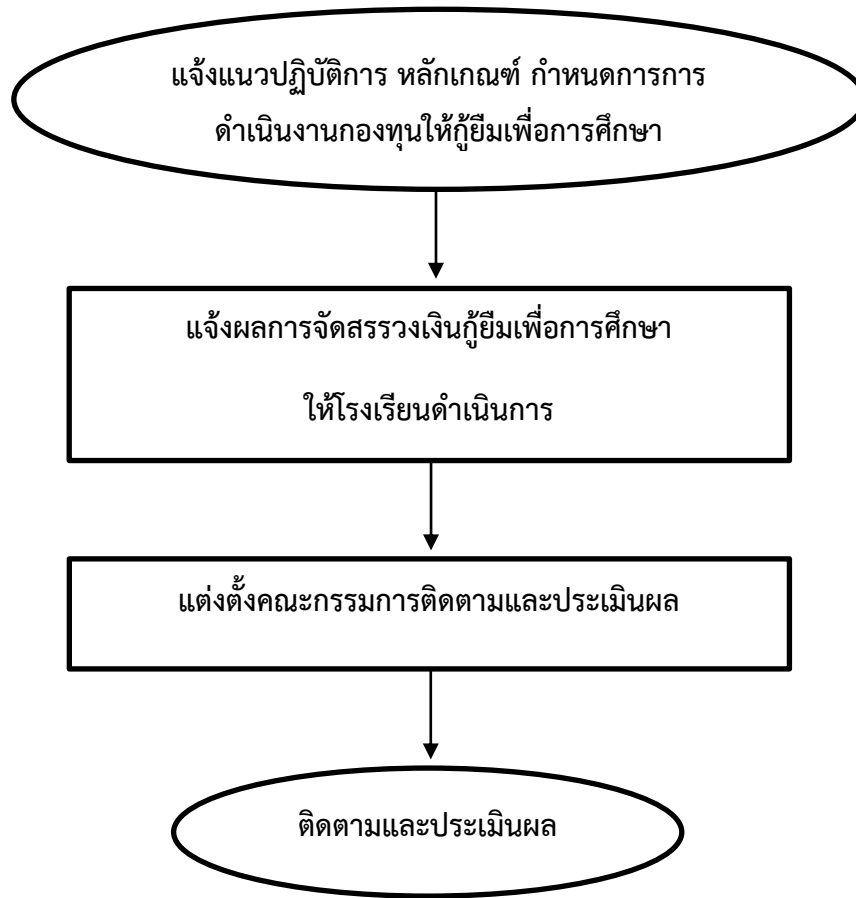 แจ้งแนวปฏิบัติการ หลักเกณฑ์ กำหนดการการ
ดำเนินงานกองทุนให้กู้ยืมเพื่อการศึกษา
แจ้งผลการจัดสรรวงเงินกู้ยืมเพื่อการศึกษา
ให้โรงเรียนดำเนินการ
แต่งตั้งคณะกรรมการติดตามและประเมินผล
ติดตามและประเมินผล